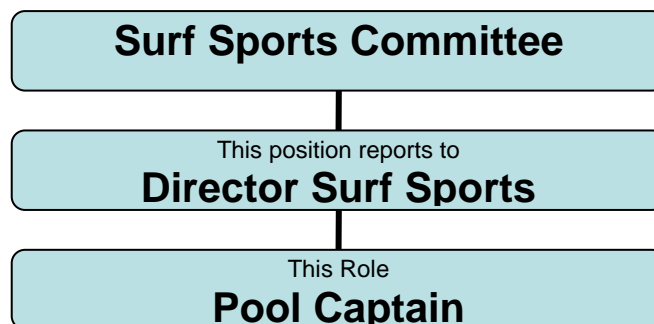 Surf Sports Committee
This position reports to
Director Surf Sports
This Role
Pool Captain